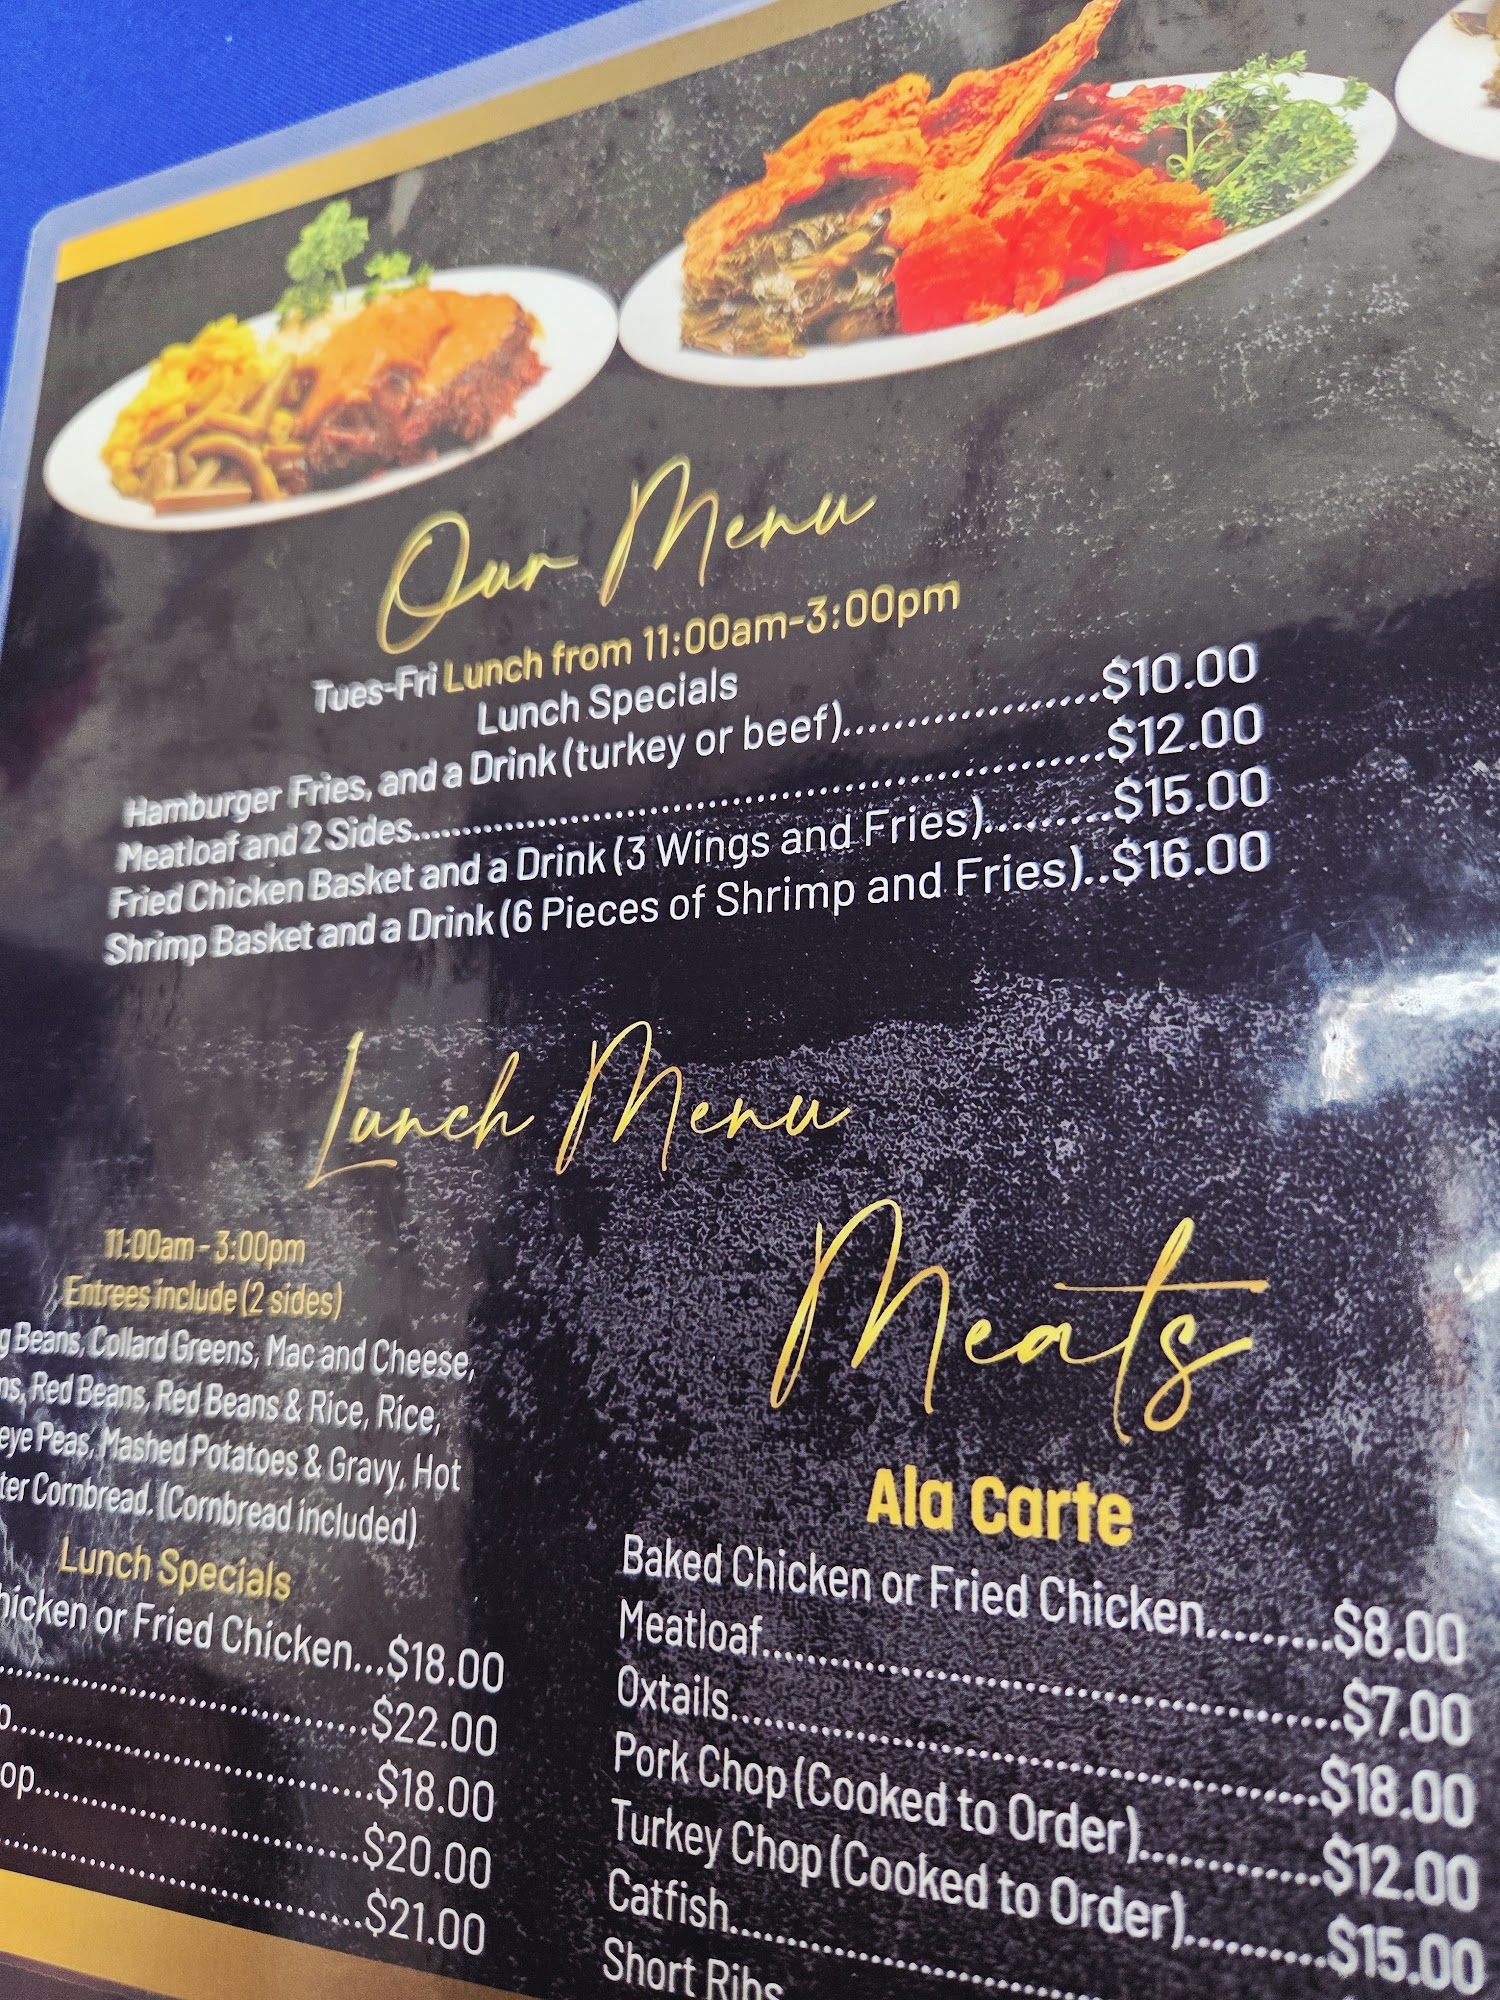 Our Menu
Tues-Fri Lunch from 11:00am-3:00pm
Lunch Specials
Hamburger Fries, and a Drink (turkey or beef)....................$10.00
Meatloaf and 2 Sides....................$12.00
Fried Chicken Basket and a Drink (3 Wings and Fries)..........$15.00
Shrimp Basket and a Drink (6 Pieces of Shrimp and Fries)..$16.00
Lunch Menu
11:00am - 3:00pm
Entrees include (2 sides)
Beans, Collard Greens, Mac and Cheese,
Red Beans, Red Beans & Rice, Rice,
eye Peas, Mashed Potatoes & Gravy, Hot
Cornbread. (Cornbread included)
Lunch Specials
hicken or Fried Chicken...$18.00
$22.00
$18.00
op....................$20.00
$21.00
Meats
Ala Carte
Baked Chicken or Fried Chicken..........$8.00
Meatloaf....................$7.00
Oxtails....................$18.00
Pork Chop (Cooked to Order)..........$12.00
Turkey Chop (Cooked to Order)..........$15.00
Catfish....................
Short Ribs